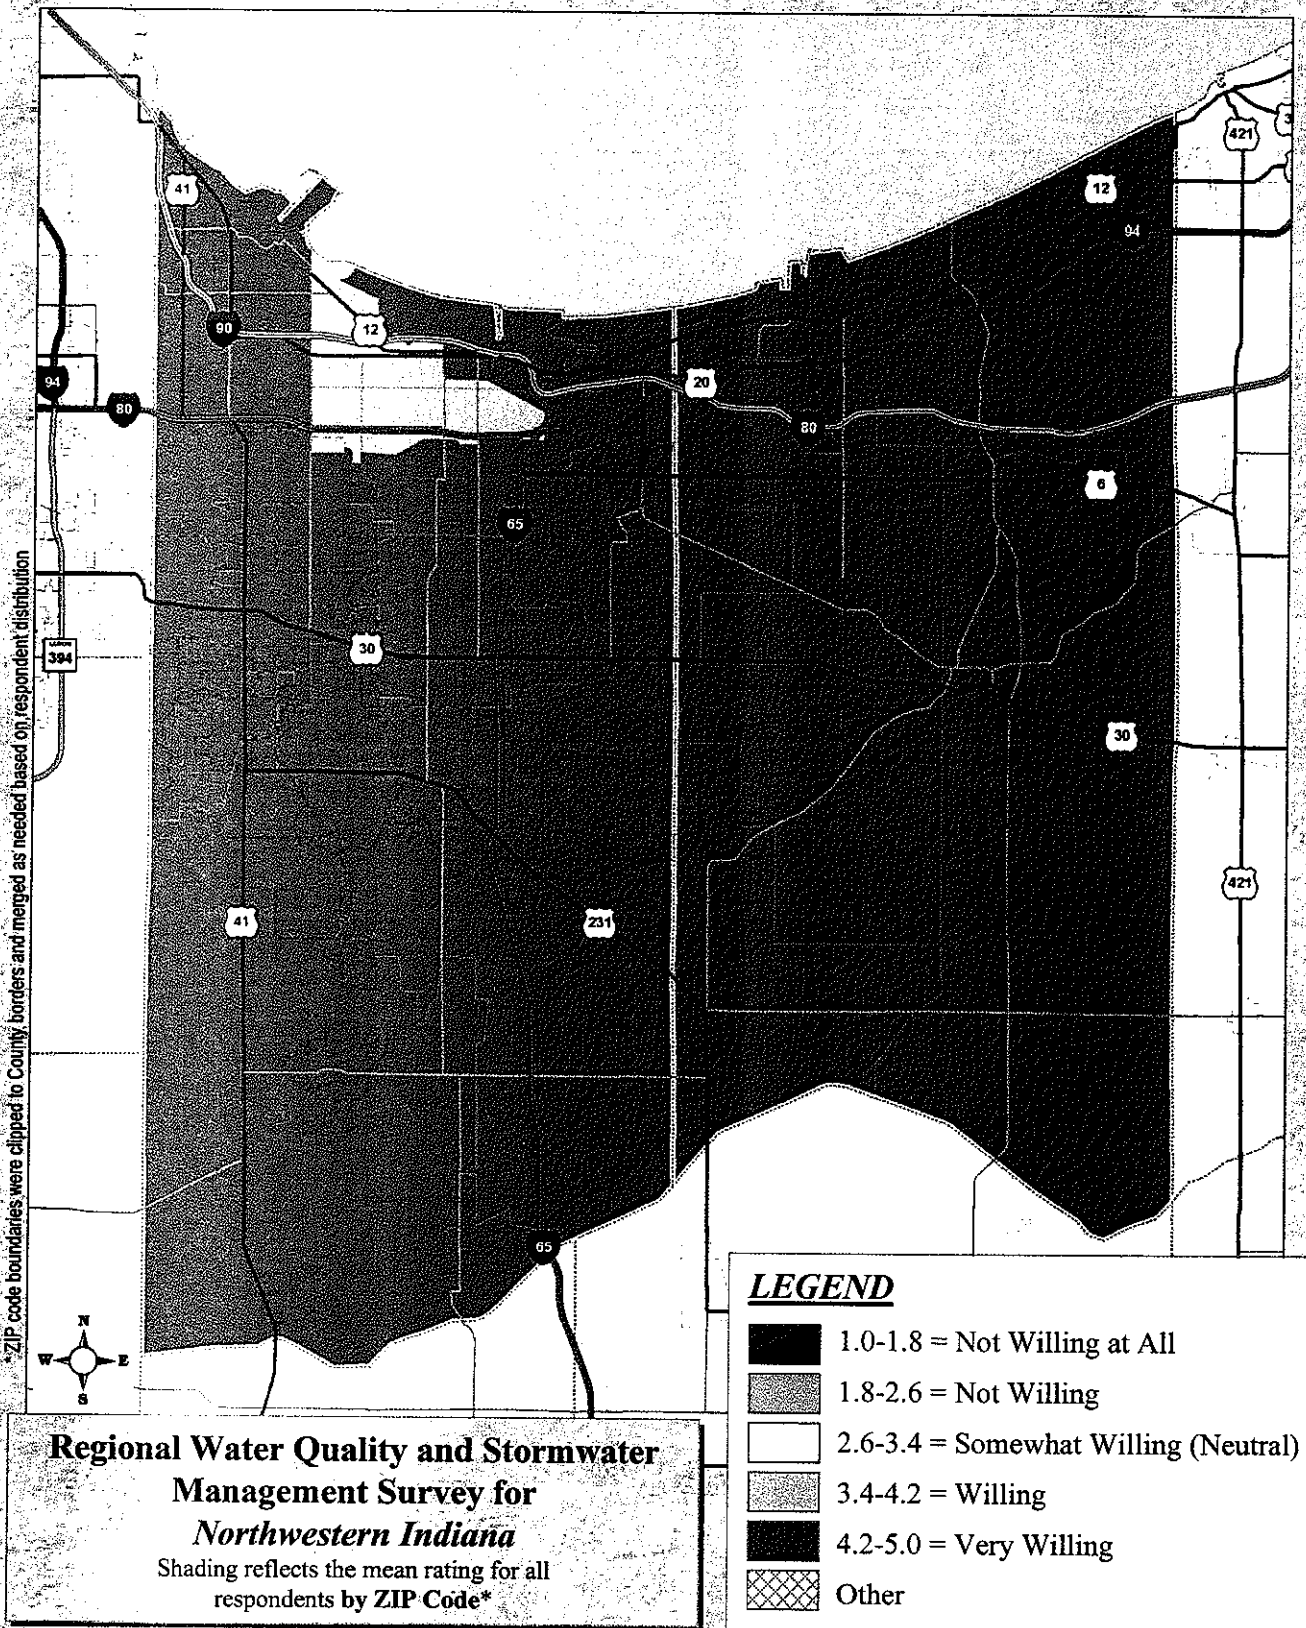 41
12
421
94
90
12
94
80
20
80
6
65
30
394
30
41
231
421
65
*ZIP code boundaries were clipped to County borders and merged as needed based on respondent distribution
N
W E
S
LEGEND
1.0-1.8 = Not Willing at All
1.8-2.6 = Not Willing
2.6-3.4 = Somewhat Willing (Neutral)
3.4-4.2 = Willing
4.2-5.0 = Very Willing
Other
Regional Water Quality and Stormwater
Management Survey for
Northwestern Indiana
Shading reflects the mean rating for all
respondents by ZIP Code*